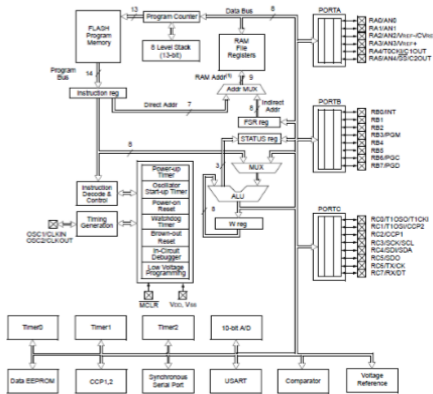 13
Data Bus
8
PORTA
FLASH
Program
Memory
Program Counter
8 Level Stack
(13-bit)
RAM
File
Registers
RA0/AN0
RA1/AN1
RA2/AN2/VREF-/CVREF
RA3/AN3/VREF+
RA4/T0CKI/C1OUT
RA5/AN4/SS/C2OUT
Program
Bus
14
RAM Addr(1)
9
Addr MUX
Instruction reg
Direct Addr
7
8
Indirect
Addr
FSR reg
STATUS reg
PORTB
RB0/INT
RB1
RB2
RB3/PGM
RB4
RB5
RB6/PGC
RB7/PGD
8
3
MUX
Power-up
Timer
Oscillator
Start-up Timer
Power-on
Reset
Watchdog
Timer
Brown-out
Reset
In-Circuit
Debugger
Low Voltage
Programming
Instruction
Decode &
Control
Timing
Generation
OSC1/CLKIN
OSC2/CLKOUT
ALU
8
W reg
PORTC
RC0/T1OSO/T1CKI
RC1/T1OSI/CCP2
RC2/CCP1
RC3/SCK/SCL
RC4/SDI/SDA
RC5/SDO
RC6/TX/CK
RC7/RX/DT
MCLR
VDD, VSS
Timer0
Timer1
Timer2
10-bit A/D
Data EEPROM
CCP1,2
Synchronous
Serial Port
USART
Comparator
Voltage
Reference